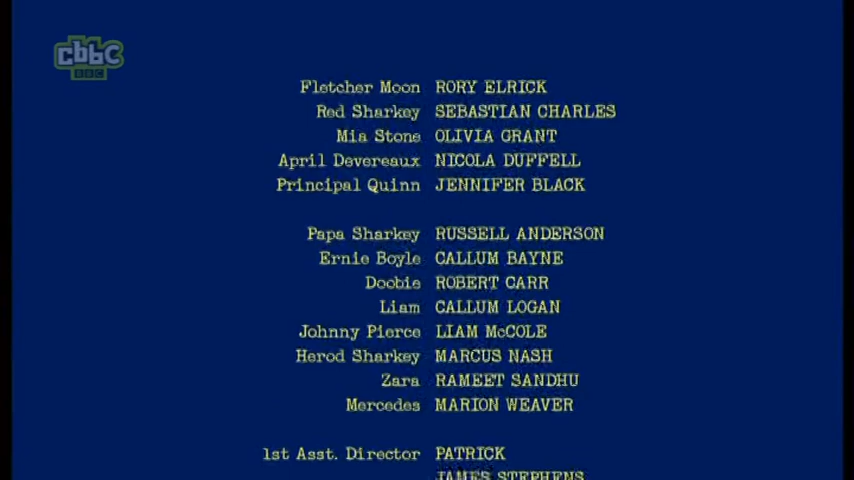 cbbc
BBC
Fletcher Moon RORY ELRICK
Red Sharkey SEBASTIAN CHARLES
Mia Stone OLIVIA GRANT
April Devereaux NICOLA DUFFELL
Principal Quinn JENNIFER BLACK
Papa Sharkey RUSSELL ANDERSON
Ernie Boyle CALLUM BAYNE
Doobie ROBERT CARR
Liam CALLUM LOGAN
Johnny Pierce LIAM McCOLE
Herod Sharkey MARCUS NASH
Zara RAMEET SANDHU
Mercedes MARION WEAVER
1st Asst. Director PATRICK
JAMES STEPHENS